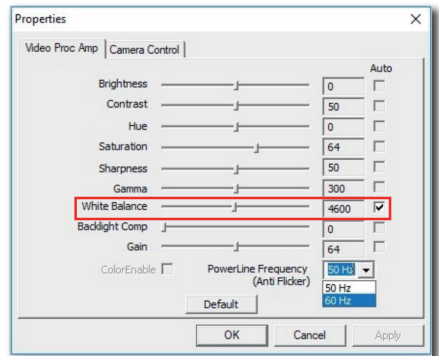 Properties
Video Proc Amp Camera Control
Auto
Brightness 0
Contrast 50
Hue 0
Saturation 64
Sharpness 50
Gamma 300
White Balance 4600
Backlight Comp 0
Gain 64
ColorEnable PowerLine Frequency 50 Hz
(Anti Flicker)
50 Hz
60 Hz
Default
OK Cancel Apply